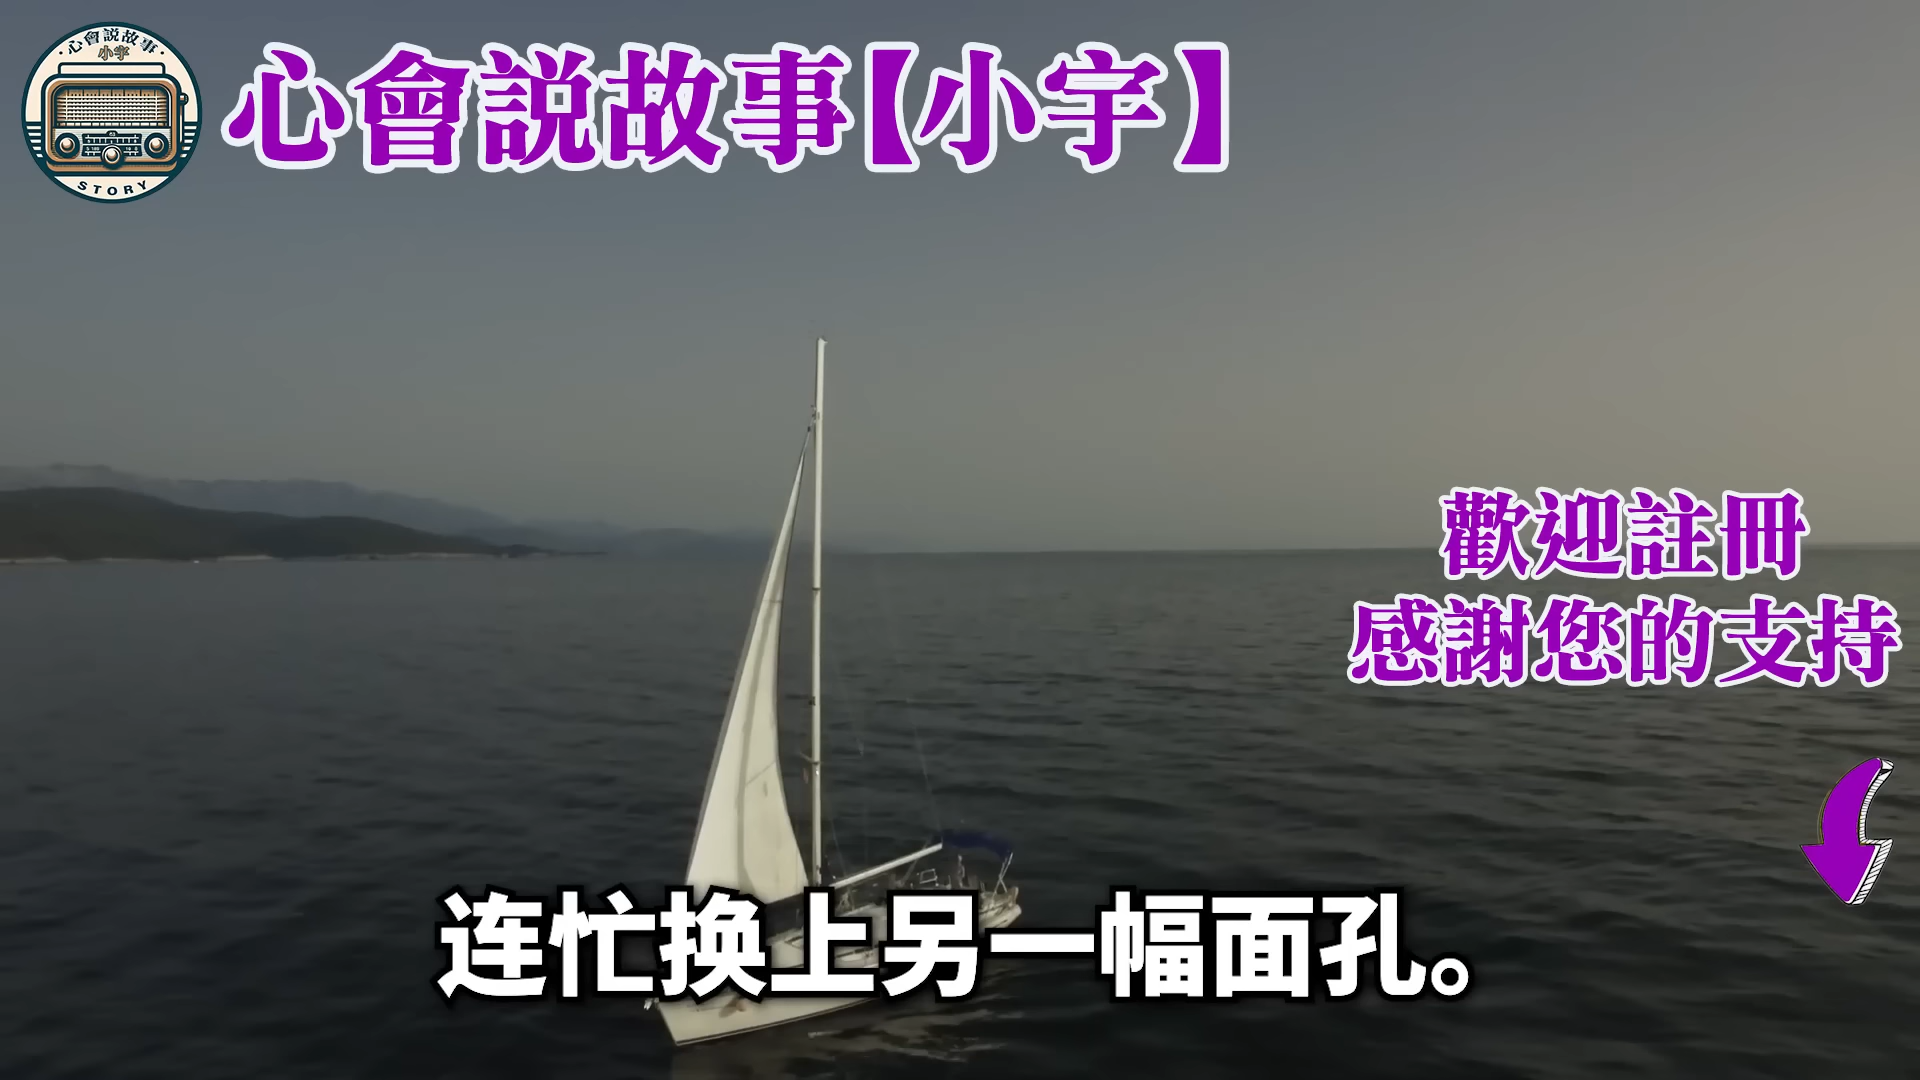 心會説故事
小宇
STORY
心會説故事【小宇】
歡迎註冊
感謝您的支持
连忙换上另一幅面孔。